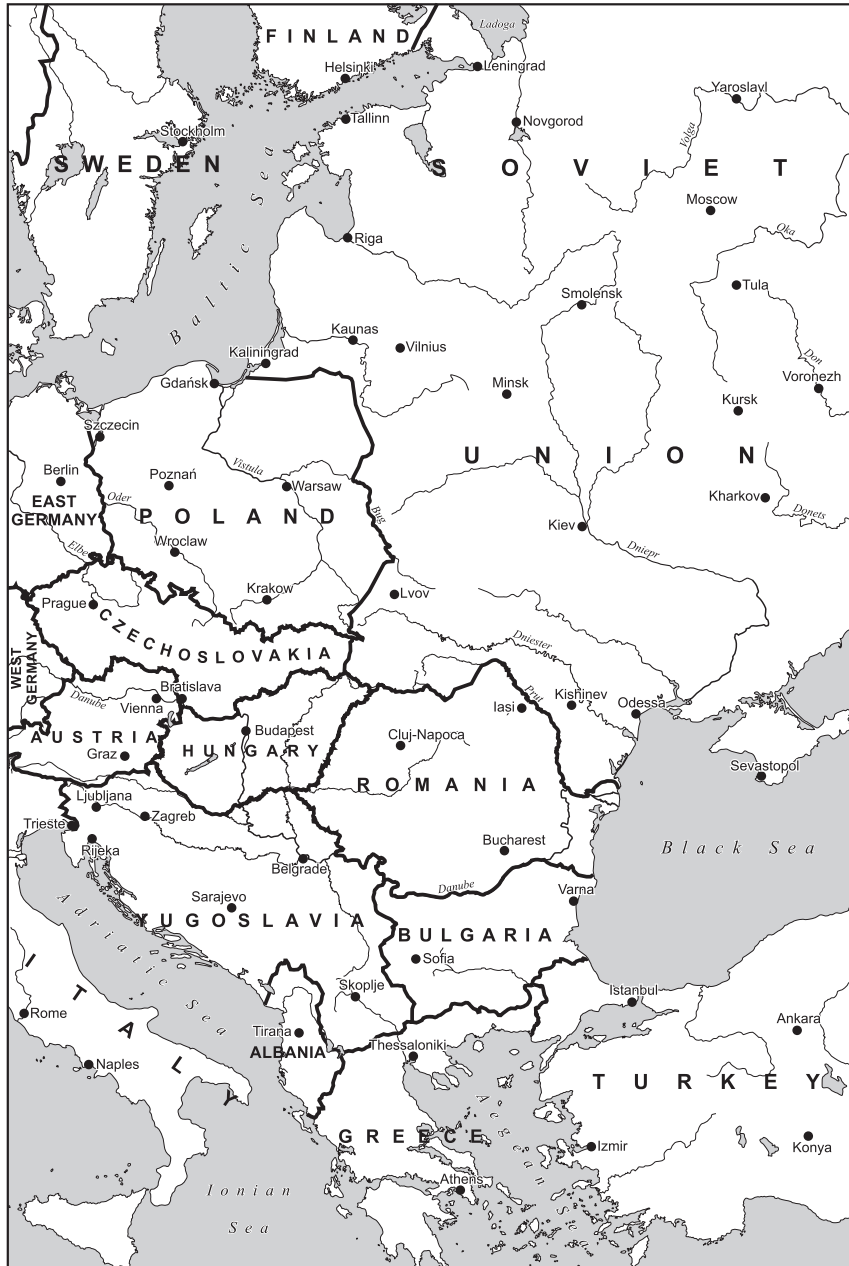 Ladoga
FINLAND
Helsinki
Leningrad
Yaroslavl
Tallinn
Novgorod
Stockholm
Volga
SWEDEN
SOVIET
Moscow
Baltic Sea
Riga
Oka
Tula
Smolensk
Kaunas
Vilnius
Kaliningrad
Don
Voronezh
Gdańsk
Minsk
Kursk
Szczecin
UNION
Berlin
Poznań
Vistula
Warsaw
EAST
GERMANY
Oder
POLAND
Bug
Kharkov
Donets
Kiev
Wroclaw
Dniepr
Elbe
Krakow
Lvov
Prague
CZECHOSLOVAKIA
Dniester
WEST
GERMANY
Danube
Bratislava
Vienna
Prut
Kishinev
Iași
Odessa
AUSTRIA
Graz
Budapest
HUNGARY
Cluj-Napoca
ROMANIA
Sevastopol
Ljubljana
Trieste
Zagreb
Rijeka
Bucharest
Black Sea
Belgrade
Danube
Varna
Sarajevo
YUGOSLAVIA
Adriatic Sea
BULGARIA
Sofia
ITALY
Skoplje
Istanbul
Rome
Tirana
ALBANIA
Ankara
Thessaloniki
Naples
TURKEY
Aegean Sea
GREECE
Izmir
Konya
Athens
Ionian
Sea